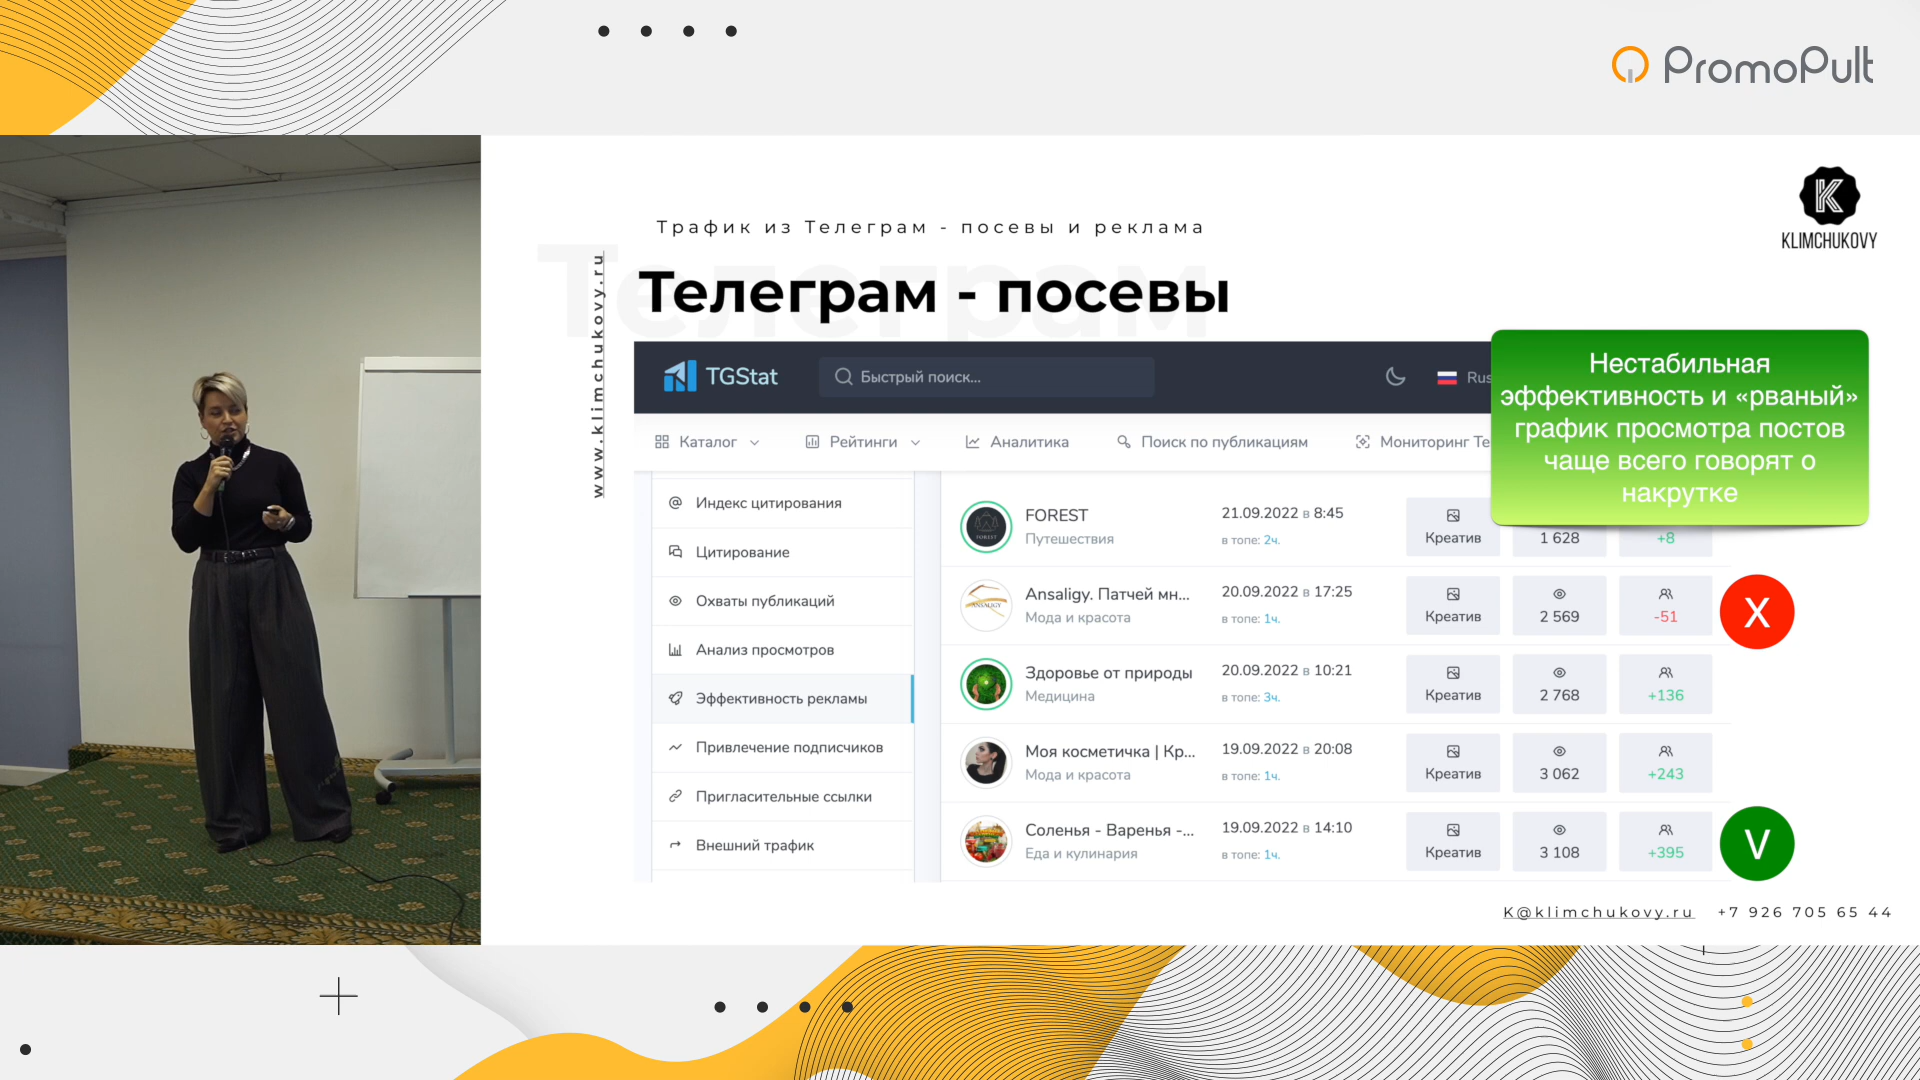 PromoPult
K
KLIMCHUKOVY
Трафик из Телеграм - посевы и реклама
Телеграм
Телеграм - посевы
www.klimchukovy.ru
TGStat
Быстрый поиск...
Rus
Нестабильная
эффективность и «рваный»
график просмотра постов
чаще всего говорят о
накрутке
Каталог
Рейтинги
Аналитика
Поиск по публикациям
Мониторинг Те
Индекс цитирования
Цитирование
Охваты публикаций
Анализ просмотров
Эффективность рекламы
Привлечение подписчиков
Пригласительные ссылки
Внешний трафик
FOREST
Путешествия
21.09.2022 в 8:45
в топе: 2ч.
Креатив
1 628
+8
Ansaligy. Патчей мн...
Мода и красота
20.09.2022 в 17:25
в топе: 1ч.
Креатив
2 569
-51
X
Здоровье от природы
Медицина
20.09.2022 в 10:21
в топе: 3ч.
Креатив
2 768
+136
Моя косметичка | Кр...
Мода и красота
19.09.2022 в 20:08
в топе: 1ч.
Креатив
3 062
+243
Соленья - Варенья -...
Еда и кулинария
19.09.2022 в 14:10
в топе: 1ч.
Креатив
3 108
+395
V
K@klimchukovy.ru +7 926 705 65 44